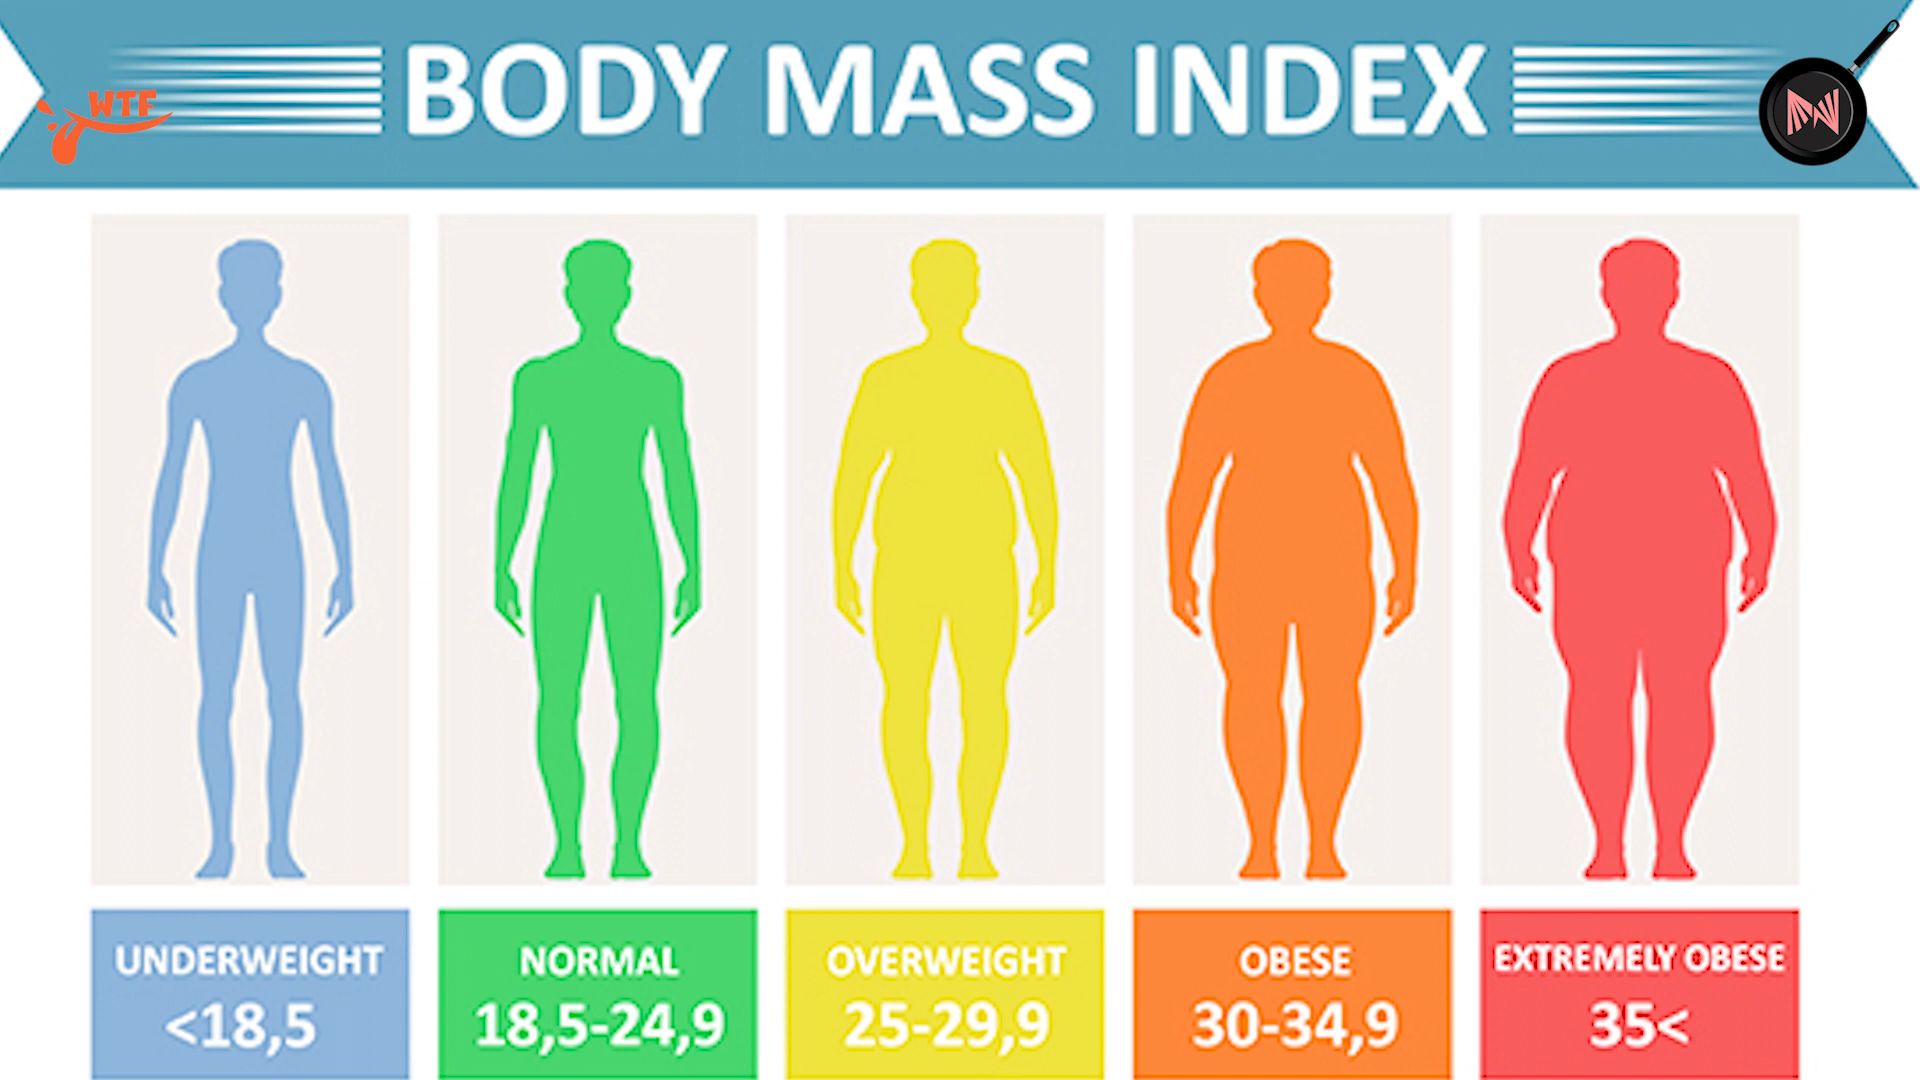 BODY MASS INDEX
WTF
N
UNDERWEIGHT
<18,5
NORMAL
18,5-24,9
OVERWEIGHT
25-29,9
OBESE
30-34,9
EXTREMELY OBESE
35<